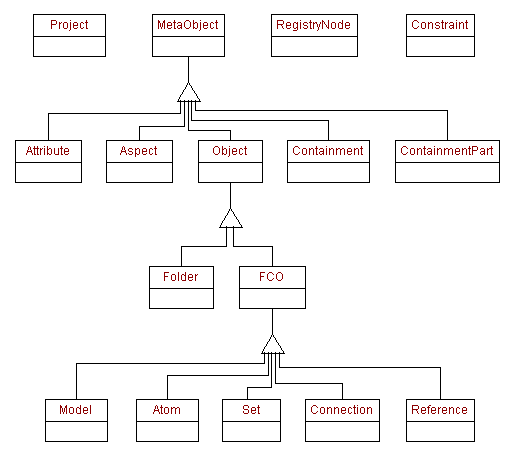 Project
MetaObject
RegistryNode
Constraint
Attribute
Aspect
Object
Containment
ContainmentPart
Folder
FCO
Model
Atom
Set
Connection
Reference